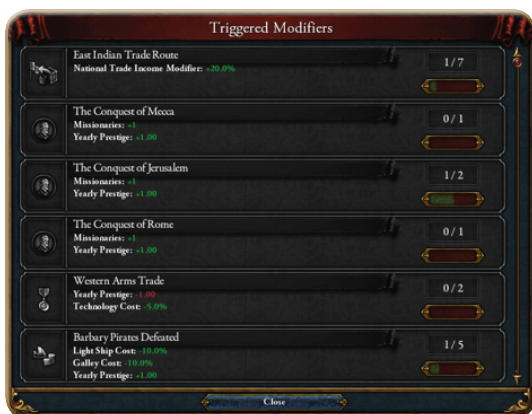 Triggered Modifiers
East Indian Trade Route
National Trade Income Modifier: +20.0%
1/7
The Conquest of Mecca
Missionaries: +1
Yearly Prestige: +1.00
0/1
The Conquest of Jerusalem
Missionaries: +1
Yearly Prestige: +1.00
1/2
The Conquest of Rome
Missionaries: +1
Yearly Prestige: +1.00
0/1
Western Arms Trade
Yearly Prestige: -1.00
Technology Cost: -5.0%
0/2
Barbary Pirates Defeated
Light Ship Cost: -10.0%
Galley Cost: -10.0%
Yearly Prestige: +1.00
1/5
Close